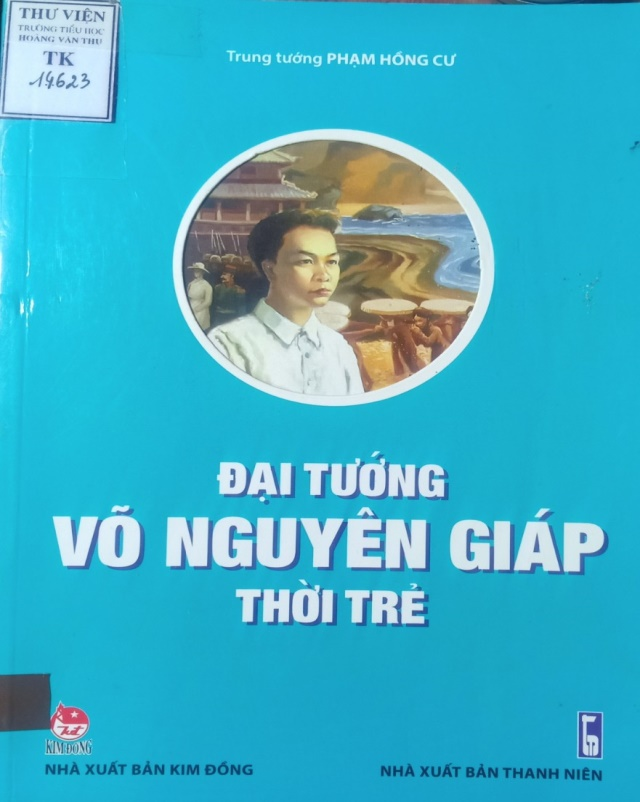 THƯ VIỆN
TRƯỜNG TIỂU HỌC
HOÀNG VĂN THỤ
TK
14623
Trung tướng PHẠM HỒNG CƯ
ĐẠI TƯỚNG
VÕ NGUYÊN GIÁP
THỜI TRẺ
KIM ĐỒNG
NHÀ XUẤT BẢN KIM ĐỒNG
NHÀ XUẤT BẢN THANH NIÊN